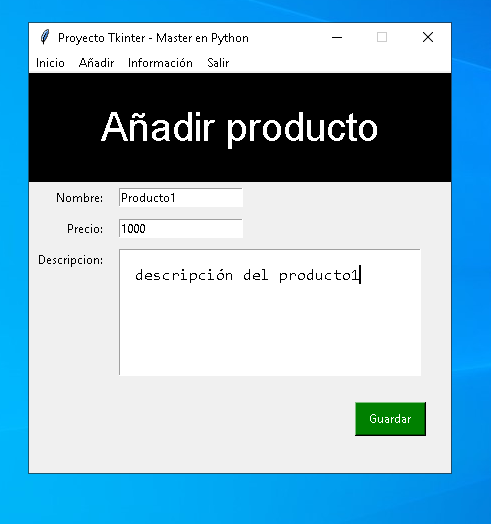 Proyecto Tkinter - Master en Python
Inicio Añadir Información Salir
Añadir producto
Nombre: Producto1
Precio: 1000
Descripcion: descripción del producto1
Guardar